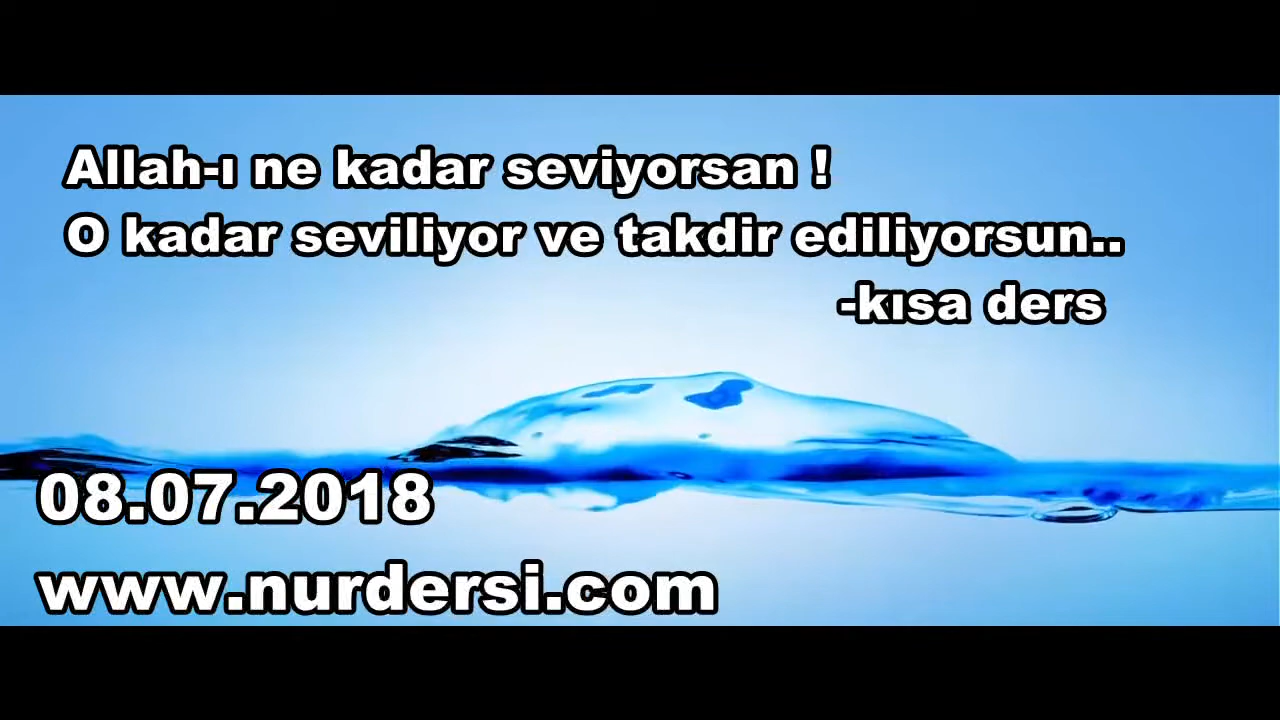 Allah-ı ne kadar seviyorsan !
O kadar seviliyor ve takdir ediliyorsun..
-kısa ders
08.07.2018
www.nurdersi.com